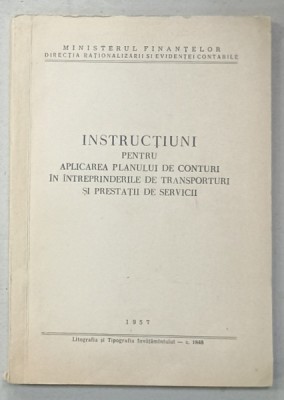 MINISTERUL FINANȚELOR
DIRECȚIA RAȚIONALIZĂRII ȘI EVIDENȚEI CONTABILE
INSTRUCȚIUNI
PENTRU
APLICAREA PLANULUI DE CONTURI
ÎN ÎNTREPRINDERILE DE TRANSPORTURI
ȘI PRESTAȚII DE SERVICII
1957
Litografia și Tipografia Învățămîntului — c.